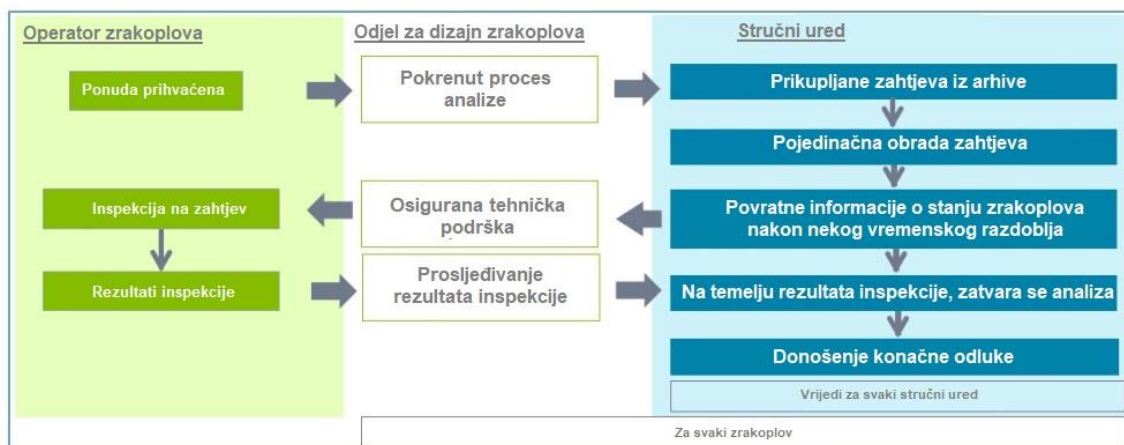 Operator zrakoplova
Odjel za dizajn zrakoplova
Stručni ured
Ponuda prihvaćena
Pokrenut proces
analize
Prikupljane zahtjeva iz arhive
Pojedinačna obrada zahtjeva
Inspekcija na zahtjev
Osigurana tehnička
podrška
Povratne informacije o stanju zrakoplova
nakon nekog vremenskog razdoblja
Rezultati inspekcije
Prosljeđivanje
rezultata inspekcije
Na temelju rezultata inspekcije, zatvara se analiza
Donošenje konačne odluke
Vrijedi za svaki stručni ured
Za svaki zrakoplov